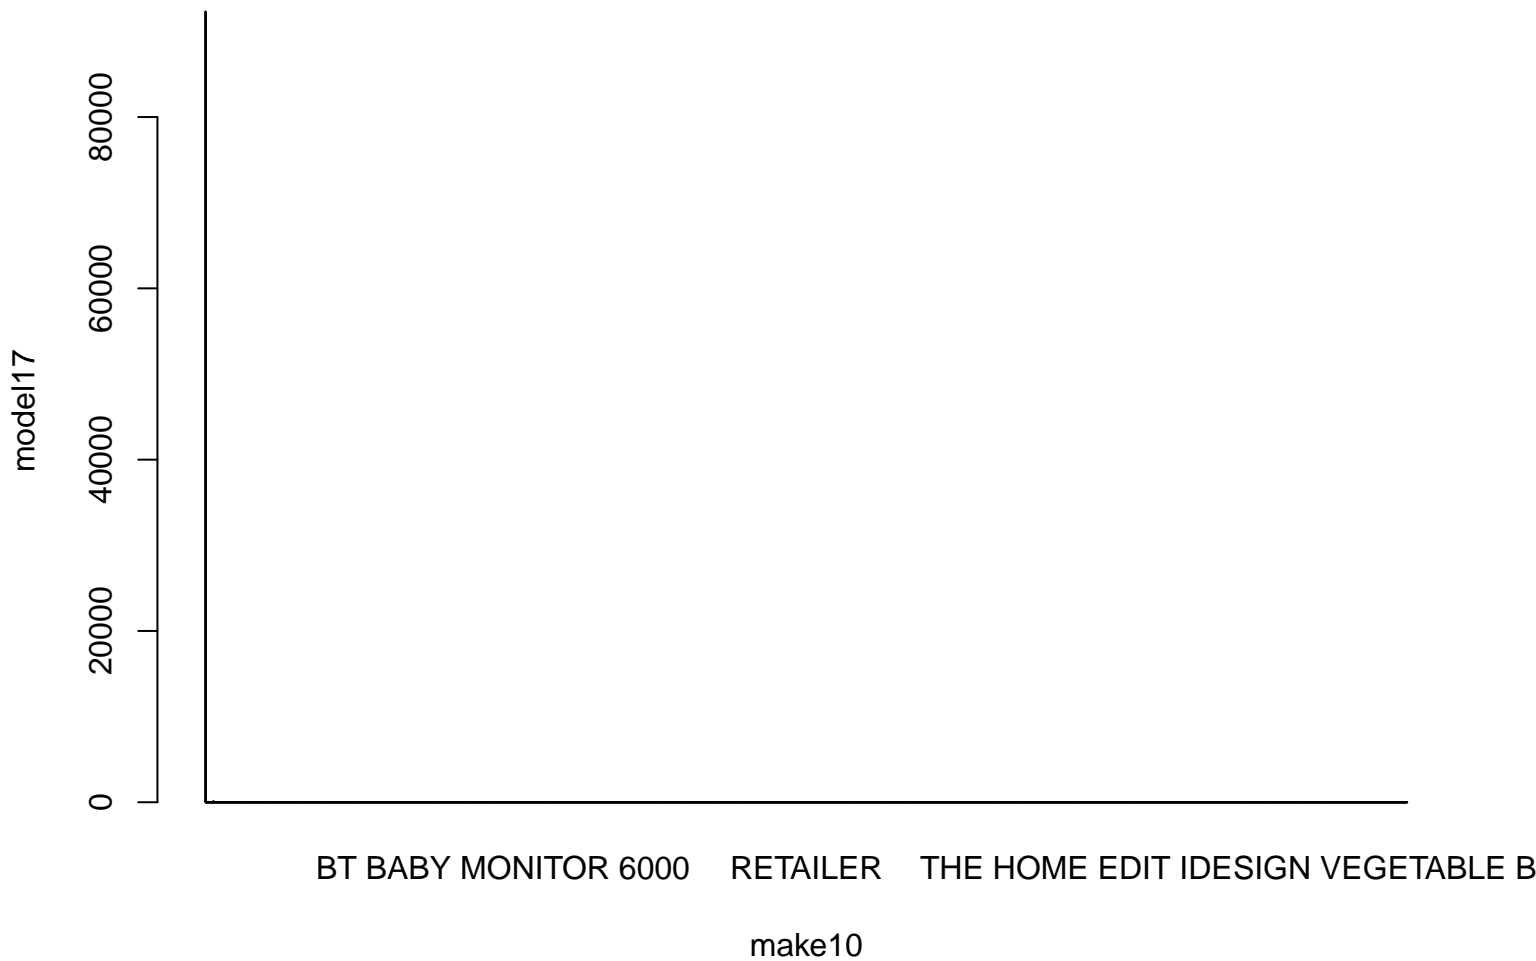 80000
60000
40000
20000
0
model17
BT BABY MONITOR 6000 RETAILER THE HOME EDIT IDESIGN VEGETABLE B
make10